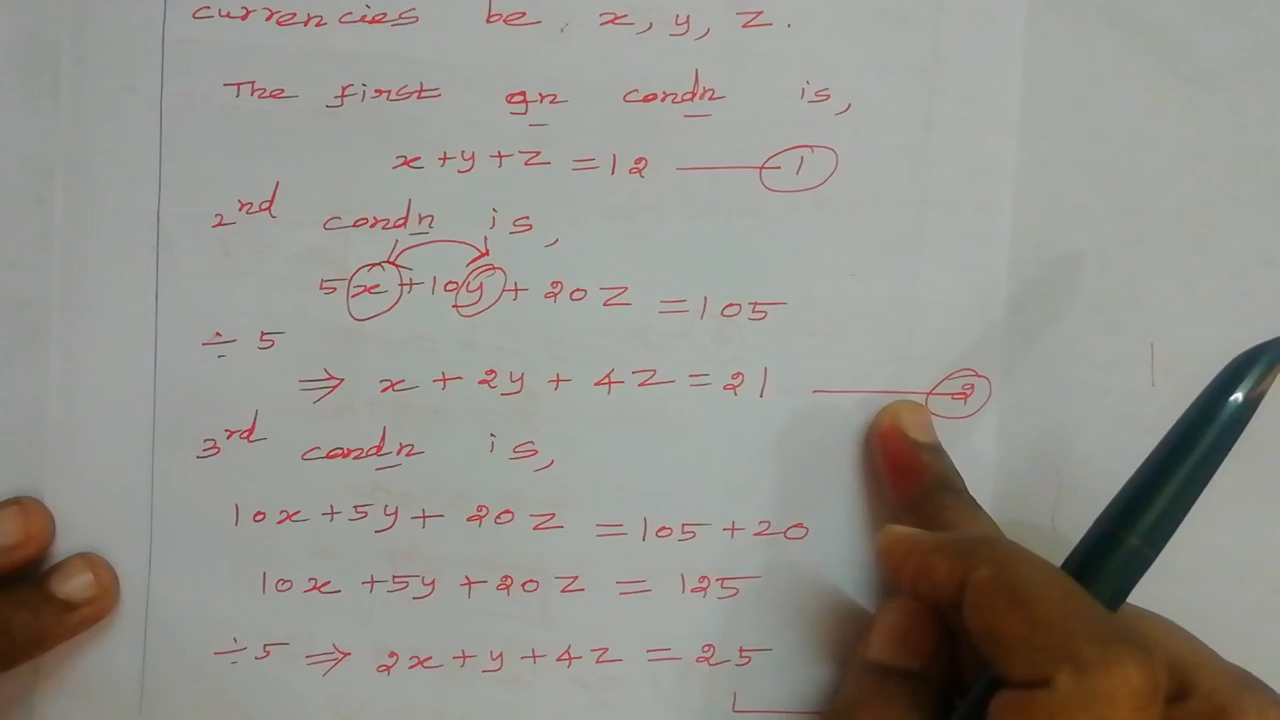 currencies be x, y, z.
The first gn condn is,
x + y + z = 12 —— 1
2nd condn is,
5x + 10y + 20z = 105
÷ 5
⇒ x + 2y + 4z = 21 —— 2
3rd condn is,
10x + 5y + 20z = 105 + 20
10x + 5y + 20z = 125
÷5 ⇒ 2x + y + 4z = 25